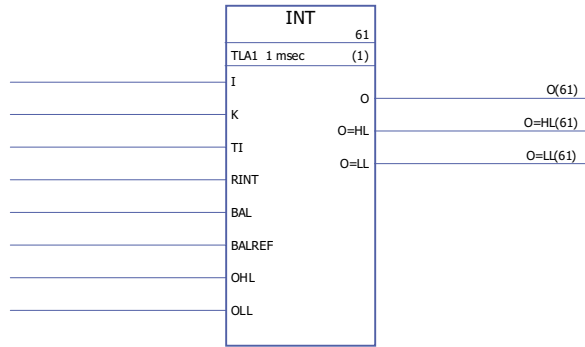 INT
61
TLA1 1 msec (1)
I
O O(61)
K
O=HL O=HL(61)
TI
O=LL O=LL(61)
RINT
BAL
BALREF
OHL
OLL